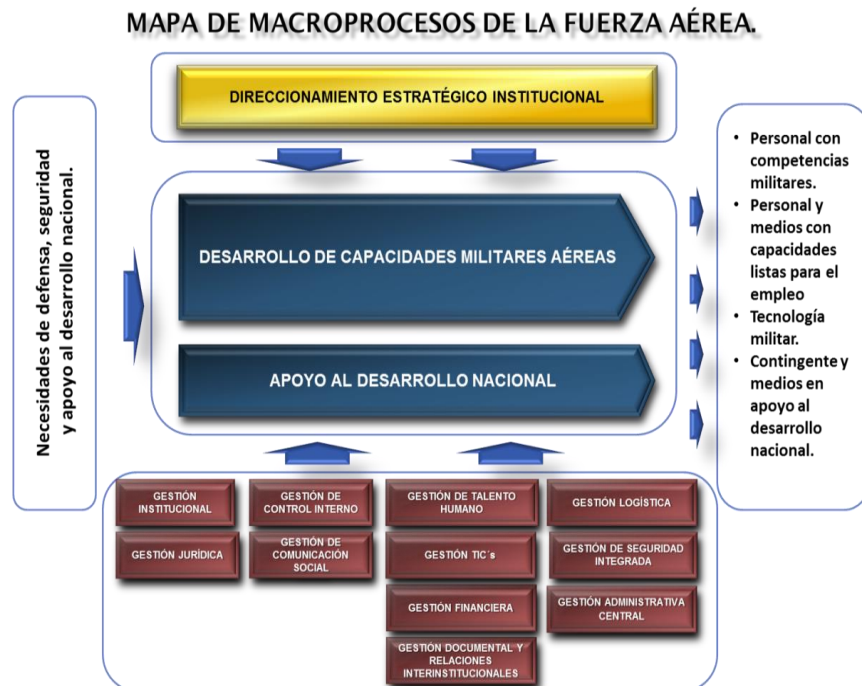 MAPA DE MACROPROCESOS DE LA FUERZA AÉREA.
DIRECCIONAMIENTO ESTRATÉGICO INSTITUCIONAL
Necesidades de defensa, seguridad
y apoyo al desarrollo nacional.
DESARROLLO DE CAPACIDADES MILITARES AÉREAS
APOYO AL DESARROLLO NACIONAL
• Personal con
competencias
militares.
• Personal y
medios con
capacidades
listas para el
empleo
• Tecnología
militar.
• Contingente y
medios en
apoyo al
desarrollo
nacional.
GESTIÓN
INSTITUCIONAL
GESTIÓN DE
CONTROL INTERNO
GESTIÓN DE TALENTO
HUMANO
GESTIÓN LOGÍSTICA
GESTIÓN JURÍDICA
GESTIÓN DE
COMUNICACIÓN
SOCIAL
GESTIÓN TIC´s
GESTIÓN DE SEGURIDAD
INTEGRADA
GESTIÓN FINANCIERA
GESTIÓN ADMINISTRATIVA
CENTRAL
GESTIÓN DOCUMENTAL Y
RELACIONES
INTERINSTITUCIONALES